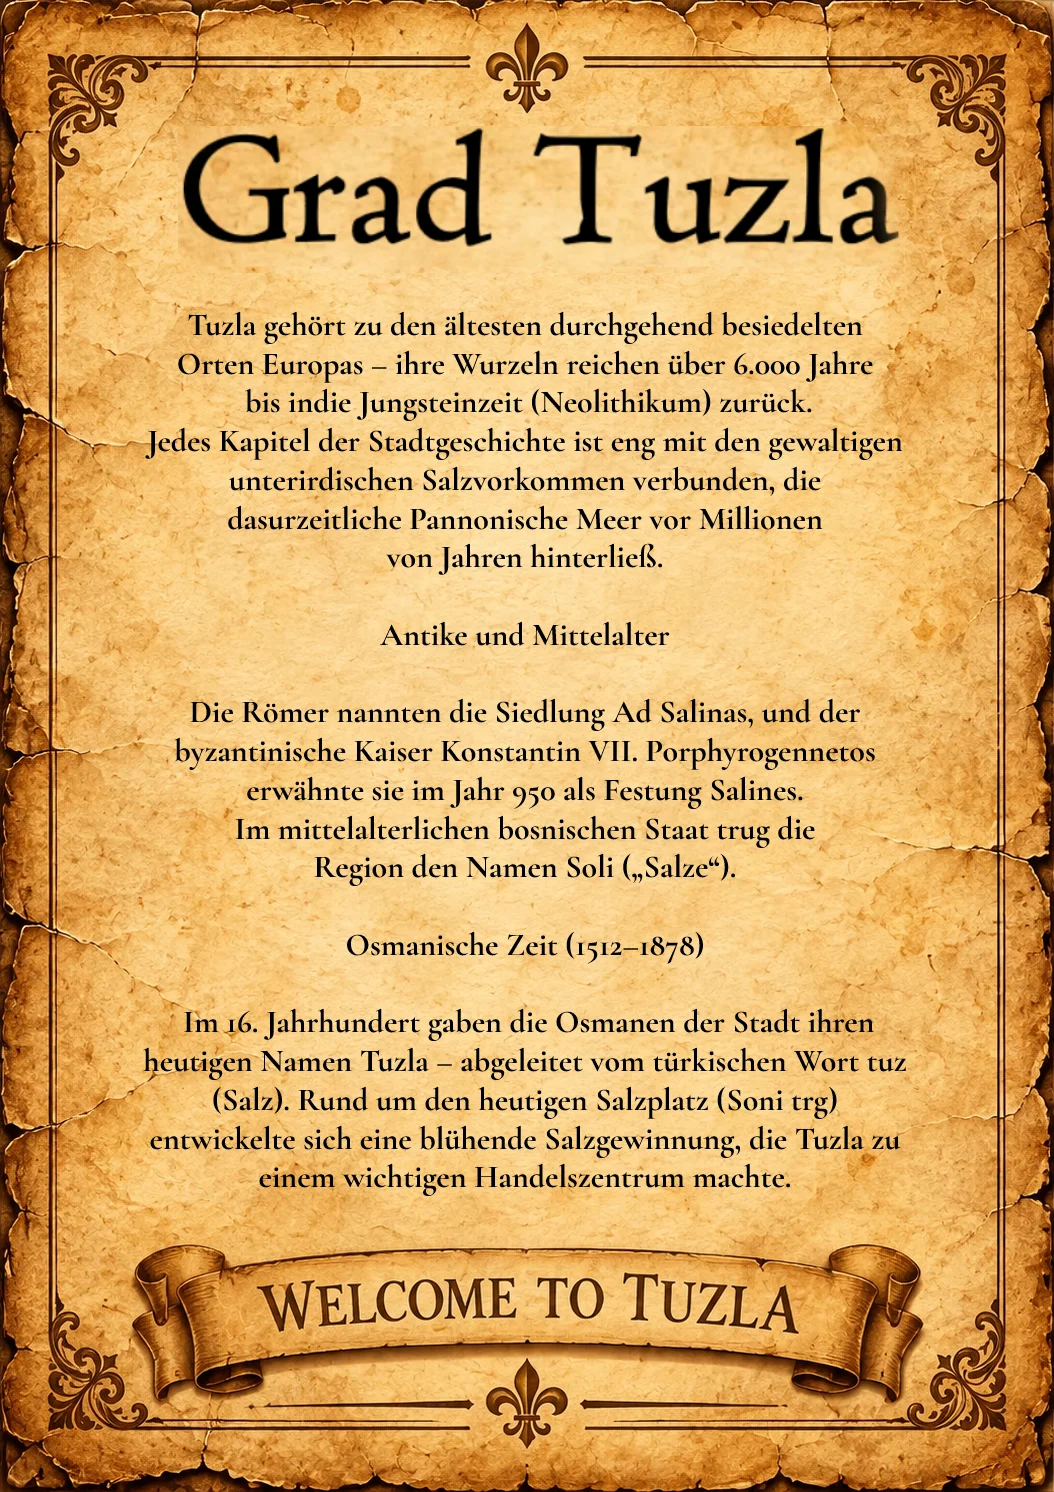 Grad Tuzla
Tuzla gehört zu den ältesten durchgehend besiedelten
Orten Europas – ihre Wurzeln reichen über 6.000 Jahre
bis indie Jungsteinzeit (Neolithikum) zurück.
Jedes Kapitel der Stadtgeschichte ist eng mit den gewaltigen
unterirdischen Salzvorkommen verbunden, die
dasurzeitliche Pannonische Meer vor Millionen
von Jahren hinterließ.
Antike und Mittelalter
Die Römer nannten die Siedlung Ad Salinas, und der
byzantinische Kaiser Konstantin VII. Porphyrogennetos
erwähnte sie im Jahr 950 als Festung Salines.
Im mittelalterlichen bosnischen Staat trug die
Region den Namen Soli („Salze“).
Osmanische Zeit (1512–1878)
Im 16. Jahrhundert gaben die Osmanen der Stadt ihren
heutigen Namen Tuzla – abgeleitet vom türkischen Wort tuz
(Salz). Rund um den heutigen Salzplatz (Soni trg)
entwickelte sich eine blühende Salzgewinnung, die Tuzla zu
einem wichtigen Handelszentrum machte.
WELCOME TO TUZLA